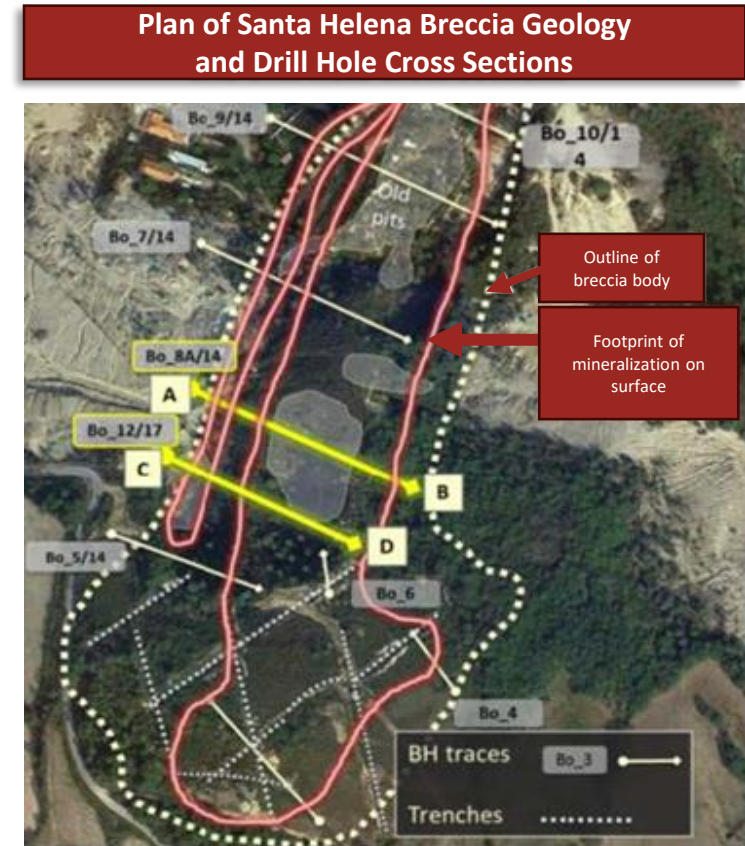 Plan of Santa Helena Breccia Geology
and Drill Hole Cross Sections
Bo_9/14
Bo_10/1
4
Old
pits
Bo_7/14
Outline of
breccia body
Footprint of
mineralization on
surface
Bo_8A/14
A
Bo_12/17
C
B
D
Bo_5/14
Bo_6
Bo_4
BH traces
Bo_3
Trenches